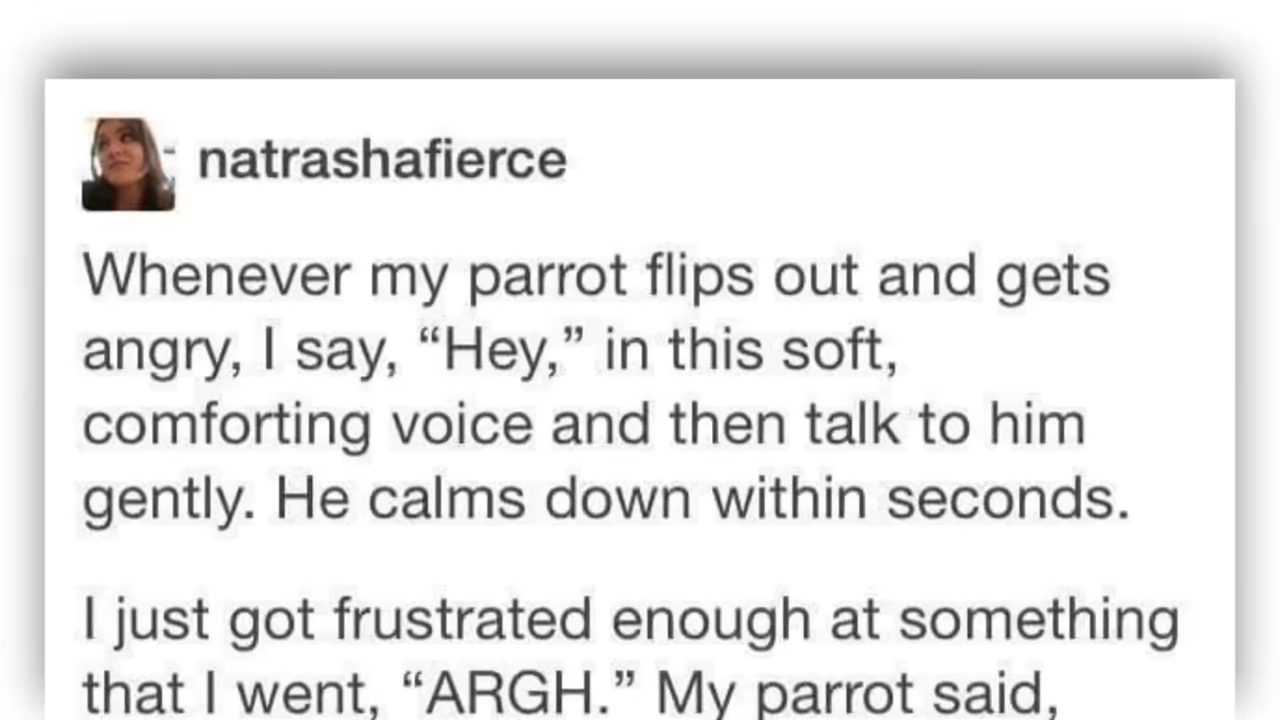 natrashafierce
Whenever my parrot flips out and gets
angry, I say, “Hey,” in this soft,
comforting voice and then talk to him
gently. He calms down within seconds.
I just got frustrated enough at something
that I went, “ARGH.” My parrot said,